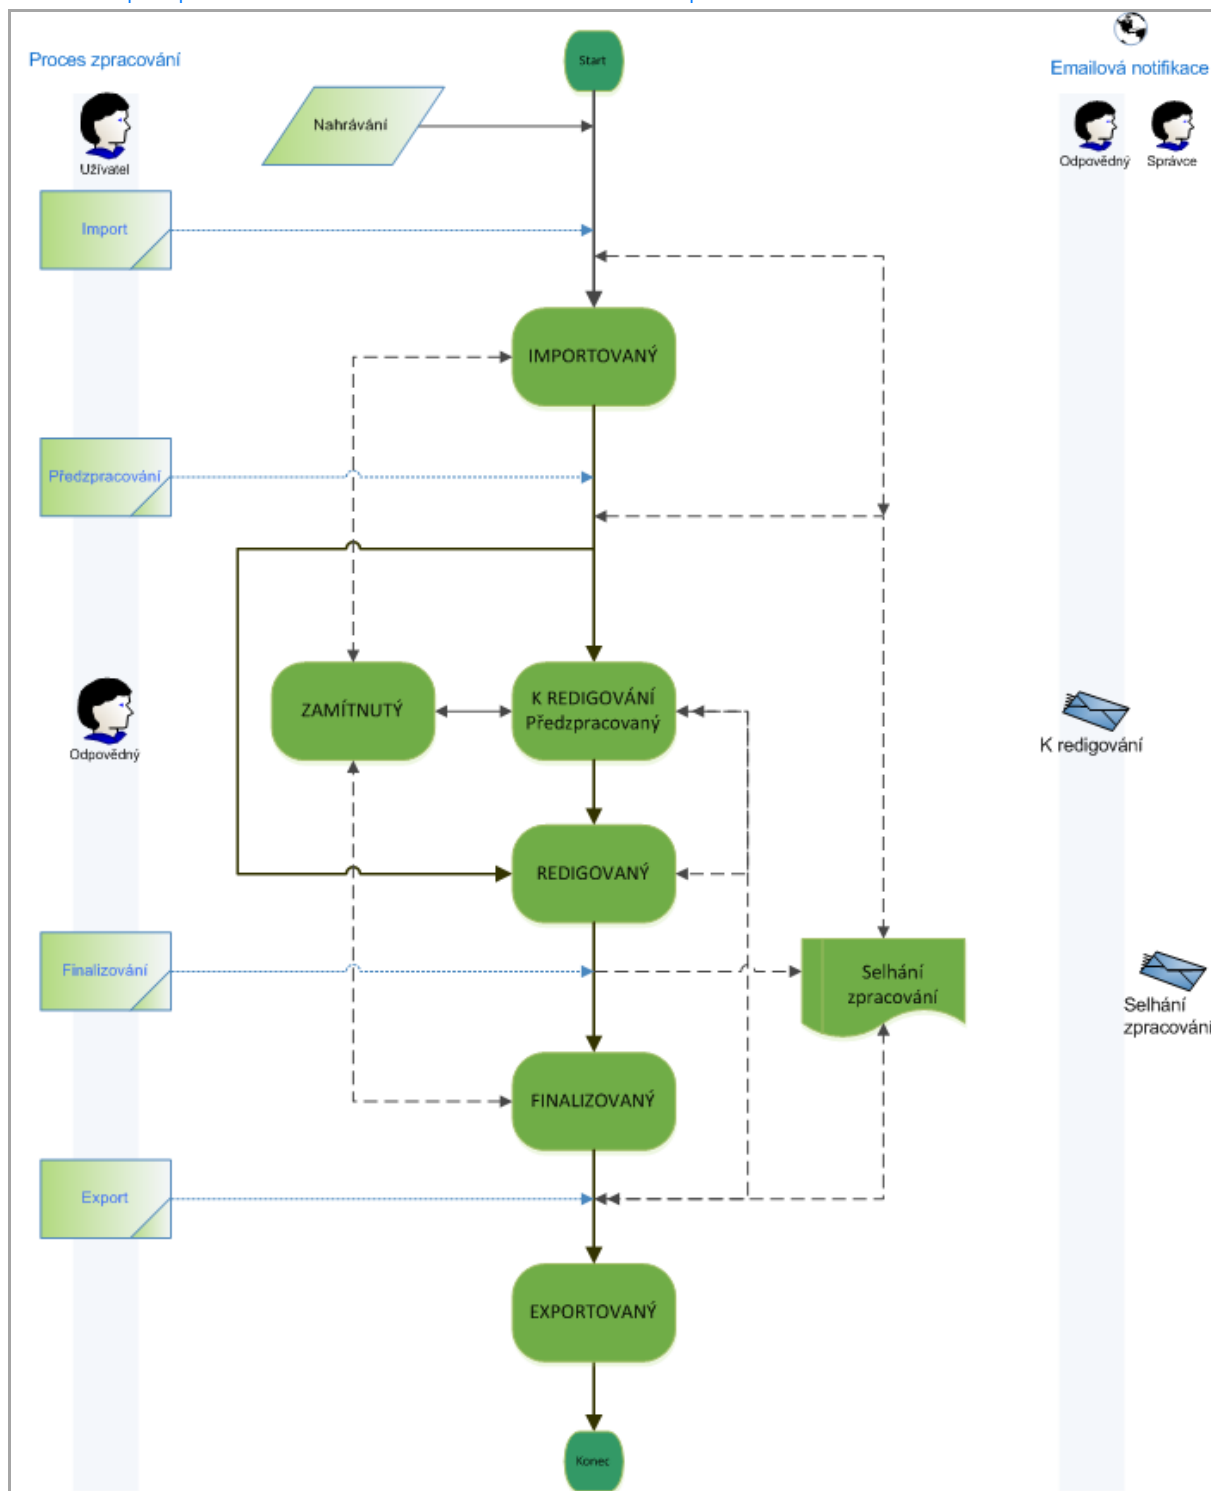 Start
Proces zpracování
Emailová notifikace
Nahrávání
Užívatel
Odpovědný
Správce
Import
IMPORTOVANÝ
Předzpracování
ZAMÍTNUTÝ
K REDIGOVÁNÍ
Předzpracovaný
Odpovědný
K redigování
REDIGOVANÝ
Finalizování
Selhání
zpracování
Selhání
zpracování
FINALIZOVANÝ
Export
EXPORTOVANÝ
Konec